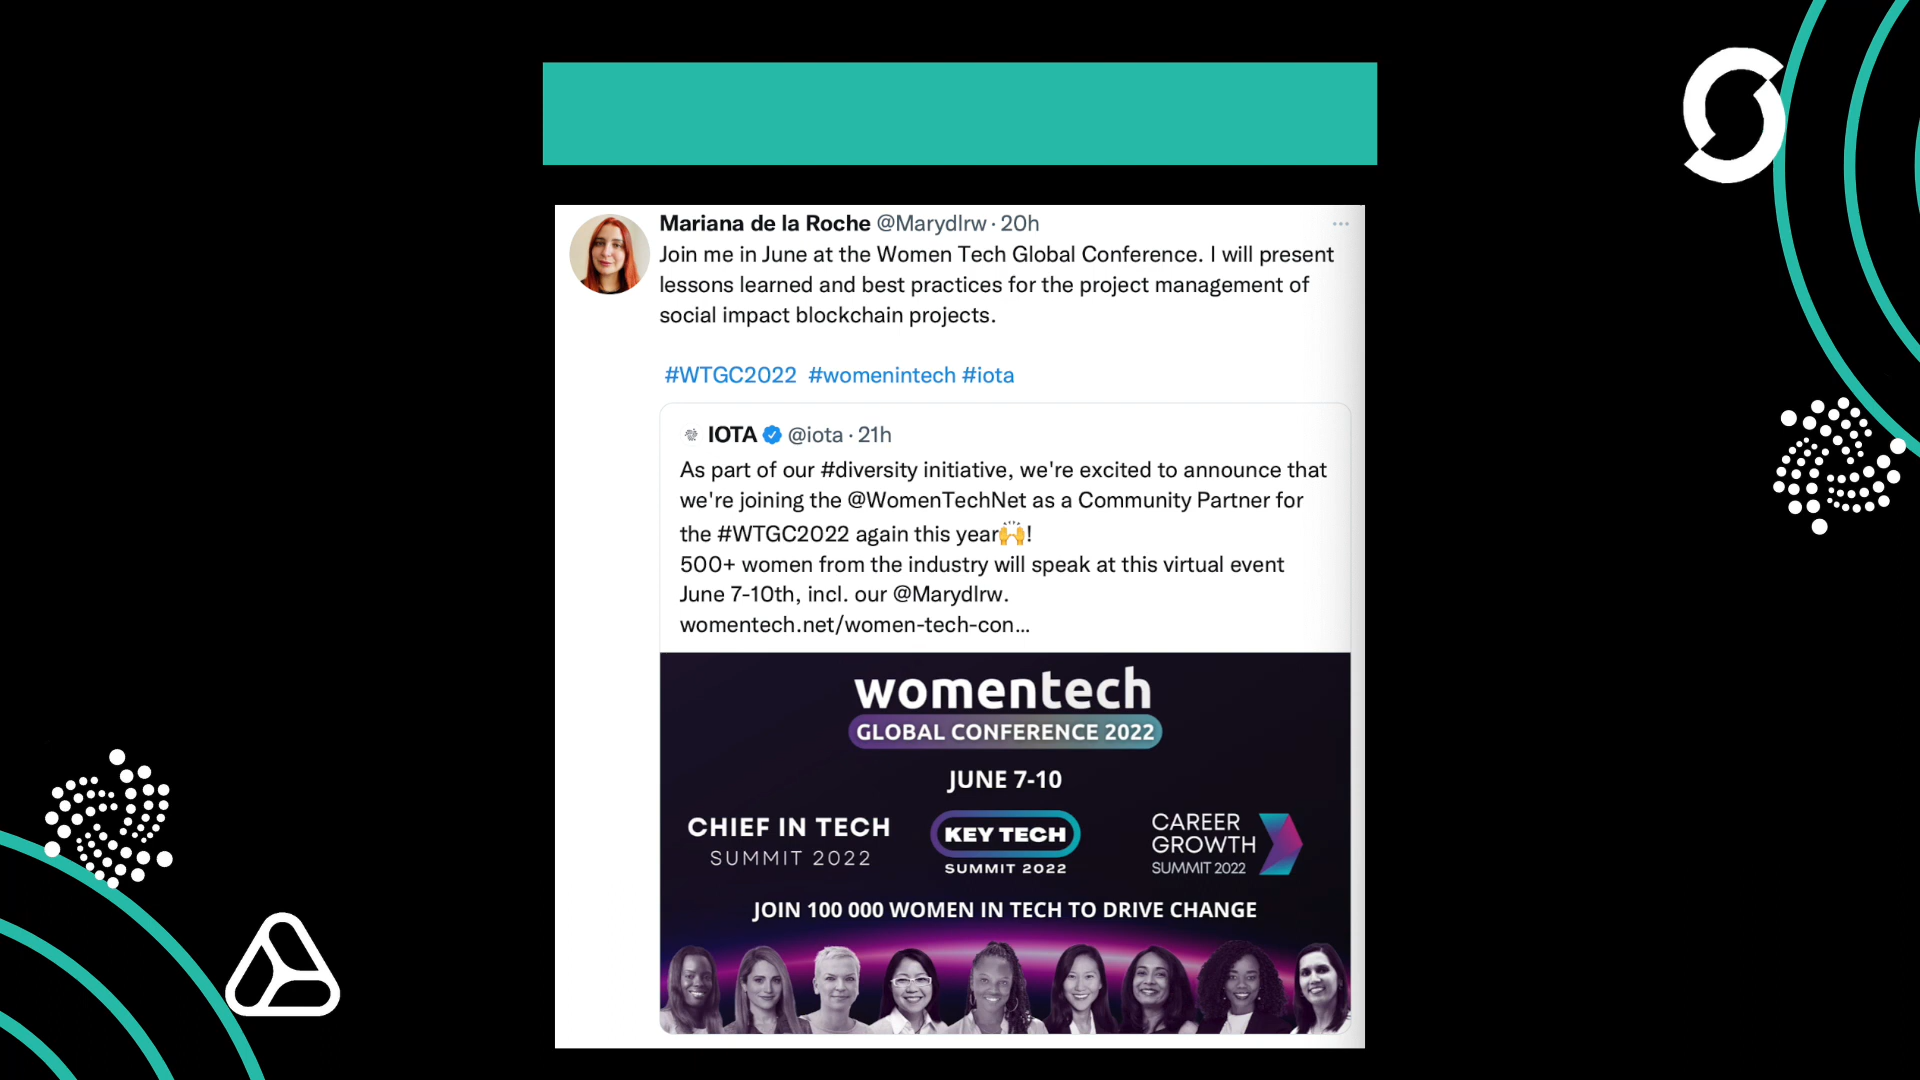 Mariana de la Roche @Marydlrw · 20h
Join me in June at the Women Tech Global Conference. I will present
lessons learned and best practices for the project management of
social impact blockchain projects.
#WTGC2022 #womenintech #iota
IOTA @iota · 21h
As part of our #diversity initiative, we're excited to announce that
we're joining the @WomenTechNet as a Community Partner for
the #WTGC2022 again this year🙌!
500+ women from the industry will speak at this virtual event
June 7-10th, incl. our @Marydlrw.
womentech.net/women-tech-con...
womentech
GLOBAL CONFERENCE 2022
JUNE 7-10
CHIEF IN TECH
SUMMIT 2022
KEY TECH
SUMMIT 2022
CAREER
GROWTH
SUMMIT 2022
JOIN 100 000 WOMEN IN TECH TO DRIVE CHANGE